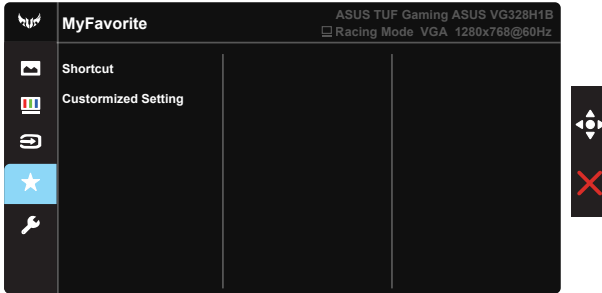 MyFavorite
ASUS TUF Gaming ASUS VG328H1B
Racing Mode VGA 1280x768@60Hz
Shortcut
Customized Setting